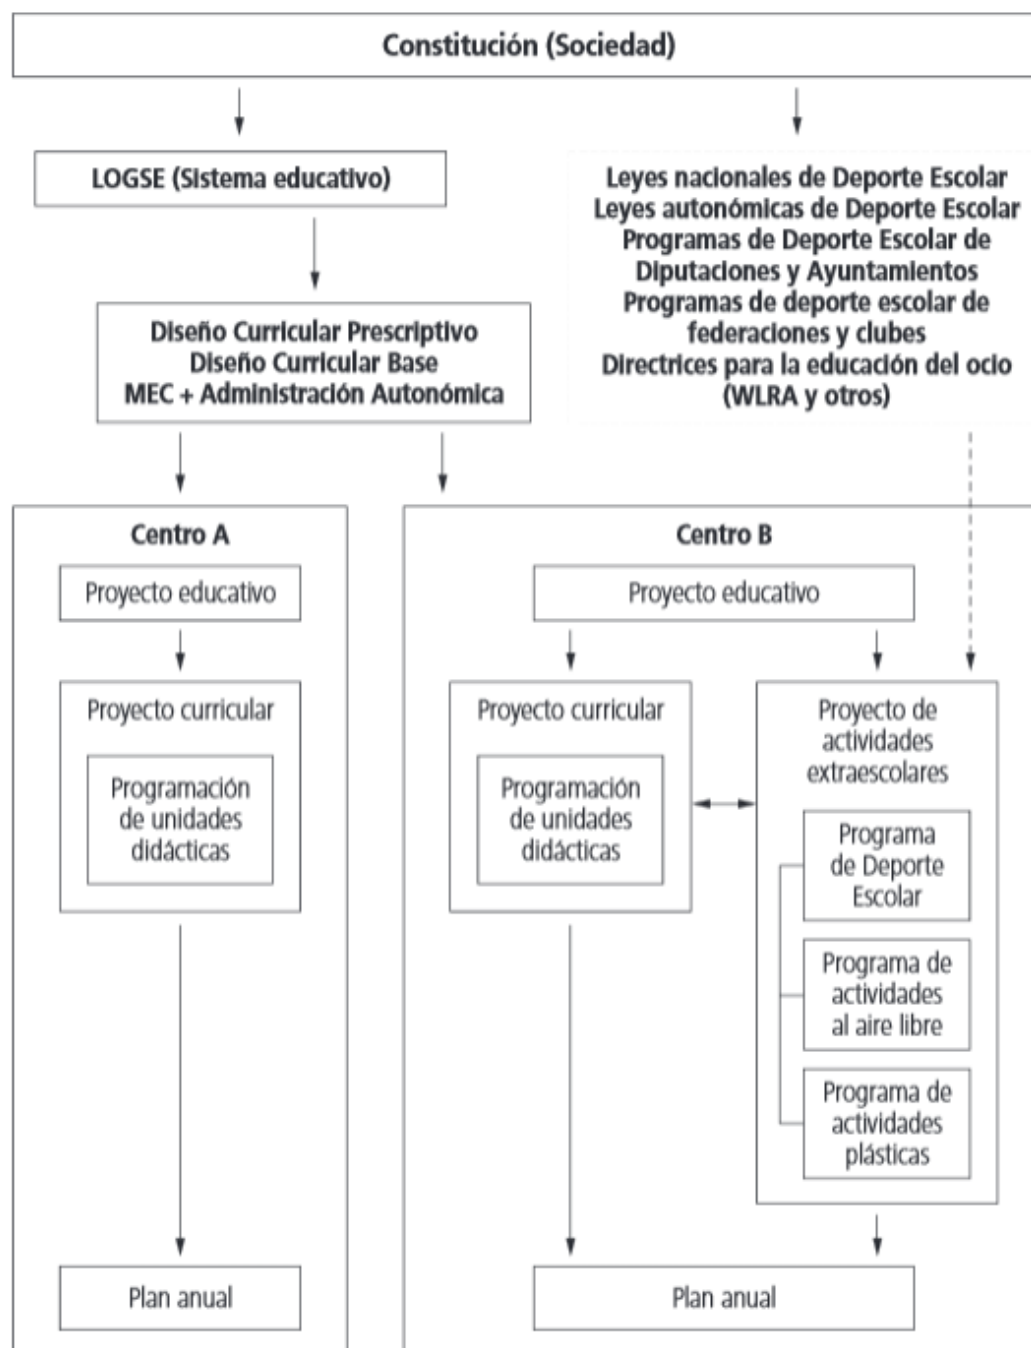 Constitución (Sociedad)
LOGSE (Sistema educativo)
Leyes nacionales de Deporte Escolar
Leyes autonómicas de Deporte Escolar
Programas de Deporte Escolar de
Diputaciones y Ayuntamientos
Programas de deporte escolar de
federaciones y clubes
Directrices para la educación del ocio
(WLRA y otros)
Diseño Curricular Prescriptivo
Diseño Curricular Base
MEC + Administración Autonómica
Centro A
Proyecto educativo
Proyecto curricular
Programación
de unidades
didácticas
Plan anual
Centro B
Proyecto educativo
Proyecto curricular
Programación
de unidades
didácticas
Proyecto de
actividades
extraescolares
Programa
de Deporte
Escolar
Programa de
actividades
al aire libre
Programa de
actividades
plásticas
Plan anual